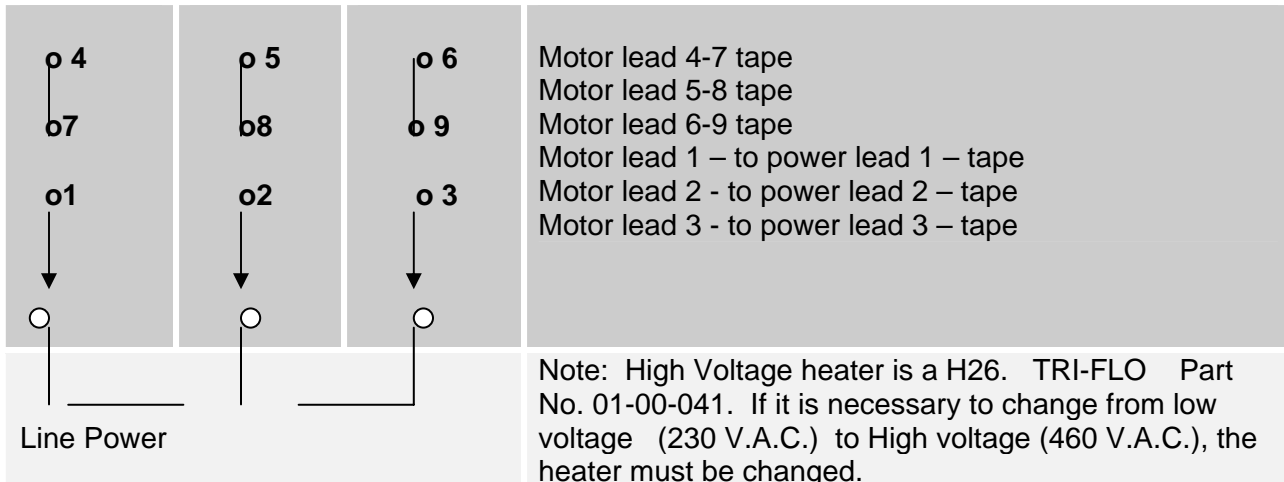 o 4 o 5 o 6
o7 o8 o 9
o1 o2 o 3
Motor lead 4-7 tape
Motor lead 5-8 tape
Motor lead 6-9 tape
Motor lead 1 – to power lead 1 – tape
Motor lead 2 - to power lead 2 – tape
Motor lead 3 - to power lead 3 – tape
Line Power
Note: High Voltage heater is a H26. TRI-FLO Part
No. 01-00-041. If it is necessary to change from low
voltage (230 V.A.C.) to High voltage (460 V.A.C.), the
heater must be changed.